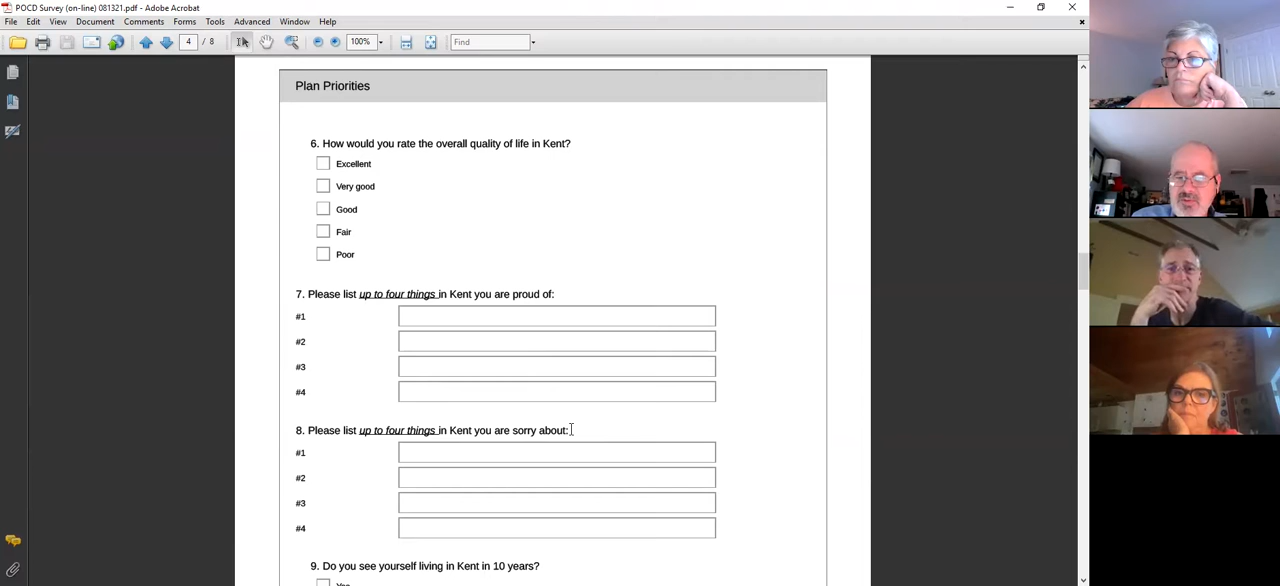 POCD Survey (on-line) 081321.pdf - Adobe Acrobat
File Edit View Document Comments Forms Tools Advanced Window Help
4 / 8 100% Find
Plan Priorities
6. How would you rate the overall quality of life in Kent?
Excellent
Very good
Good
Fair
Poor
7. Please list up to four things in Kent you are proud of:
#1
#2
#3
#4
8. Please list up to four things in Kent you are sorry about:
#1
#2
#3
#4
9. Do you see yourself living in Kent in 10 years?
Yes